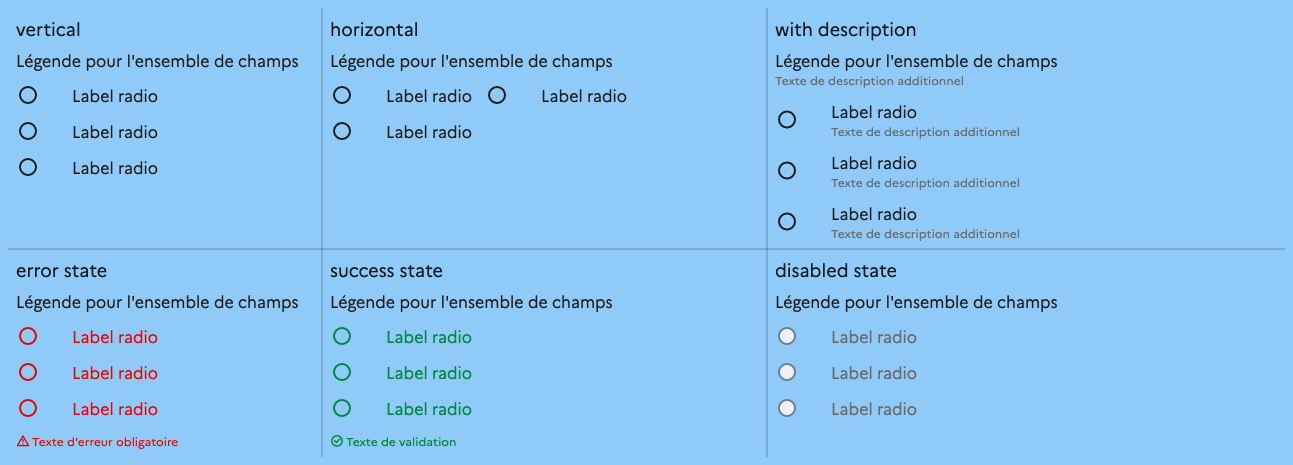 vertical
Légende pour l'ensemble de champs
Label radio
Label radio
Label radio
horizontal
Légende pour l'ensemble de champs
Label radio Label radio
Label radio
with description
Légende pour l'ensemble de champs
Texte de description additionnel
Label radio
Texte de description additionnel
Label radio
Texte de description additionnel
Label radio
Texte de description additionnel
error state
Légende pour l'ensemble de champs
Label radio
Label radio
Label radio
Texte d'erreur obligatoire
success state
Légende pour l'ensemble de champs
Label radio
Label radio
Label radio
Texte de validation
disabled state
Légende pour l'ensemble de champs
Label radio
Label radio
Label radio